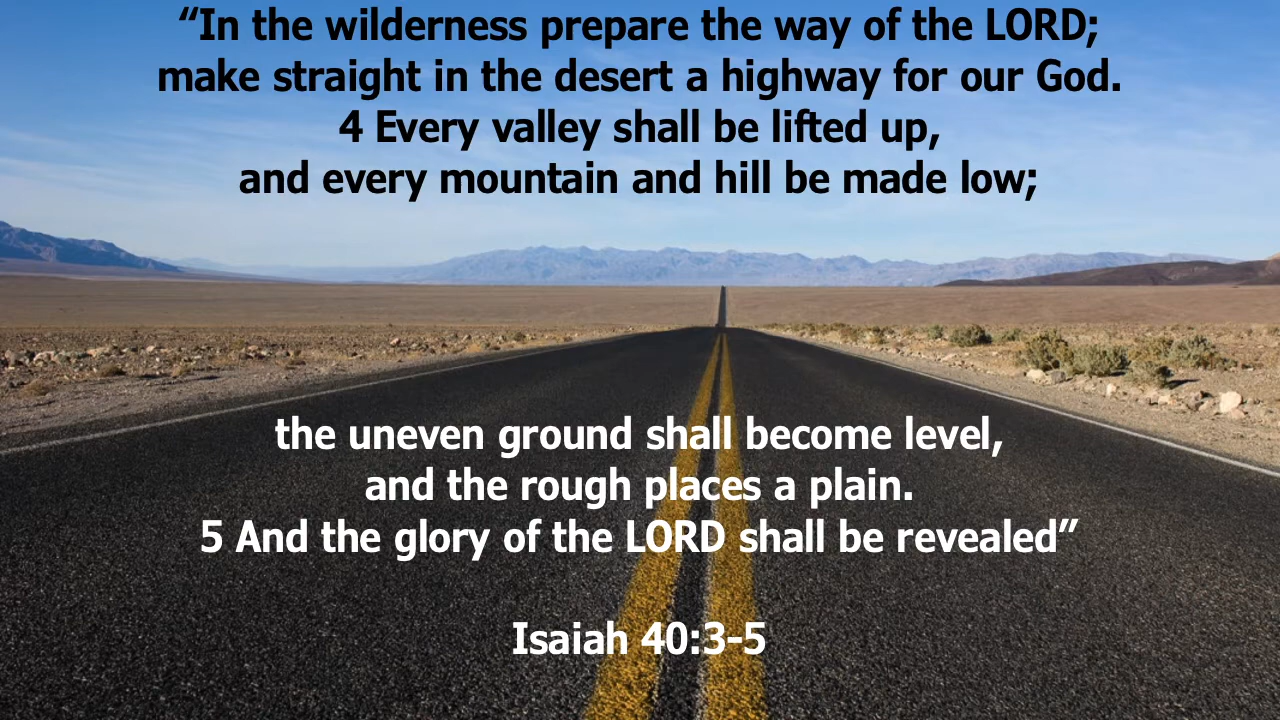 “In the wilderness prepare the way of the LORD;
make straight in the desert a highway for our God.
4 Every valley shall be lifted up,
and every mountain and hill be made low;
the uneven ground shall become level,
and the rough places a plain.
5 And the glory of the LORD shall be revealed”
Isaiah 40:3-5